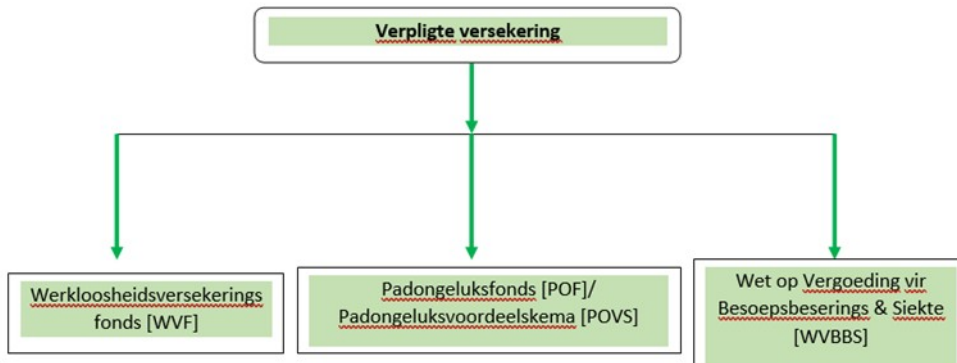 Verpligte versekering
Werkloosheidsversekerings
fonds [WVF]
Padongeluksfonds [POF]/
Padongeluksvoordeelskema [POVS]
Wet op Vergoeding vir
Besoepsbeserings & Siekte
[WVBBS]